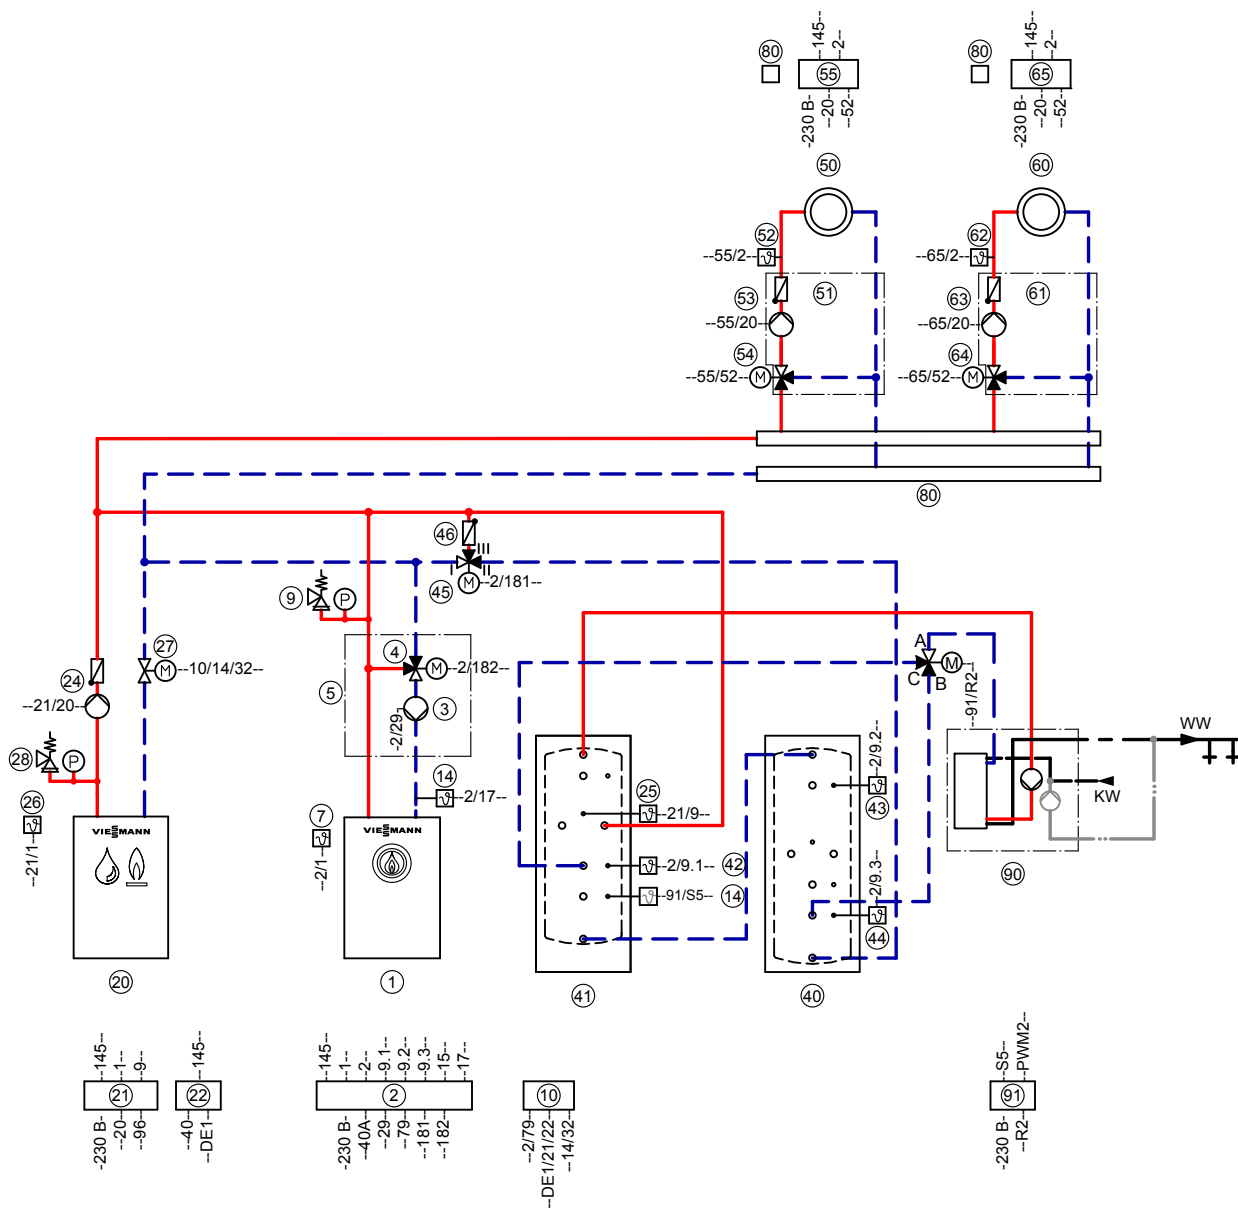 80
--145--
--2--
55
-230 B-
--20--
--52--
80
--145--
--2--
65
-230 B-
--20--
--52--
50
60
52
--55/2--
62
--65/2--
53
51
--55/20--
63
61
--65/20--
54
--55/52--
M
64
--65/52--
M
80
46
III
I
II
45
M
--2/181--
9
P
27
M
--10/14/32--
24
--21/20--
28
P
4
M
--2/182--
5
3
--2/29
14
--2/17--
26
--21/1--
7
--2/1--
VIESMANN
VIESMANN
20
1
25
--21/9--
--2/9.1--
42
--91/S5--
14
41
--2/9.2--
43
--2/9.3--
44
40
A
M
C
B
--91/R2--
WW
KW
90
--145--
--1--
--9--
21
-230 B-
--20--
--96--
--145--
22
--40--
--DE1--
--145--
--1--
--2--
--9.1--
--9.2--
--9.3--
--15--
--17--
2
-230 B-
--40A--
--29--
--79--
--181--
--182--
10
--2/79--
--DE1/21/22--
--14/32--
--S5--
--PWM2--
91
-230 B-
--R2--